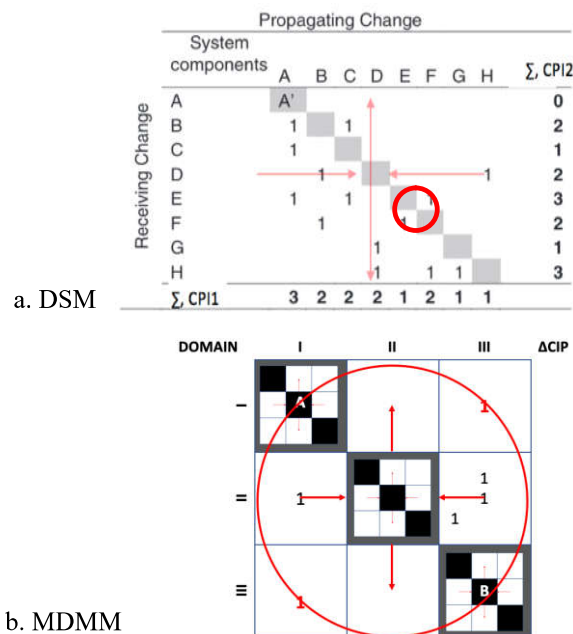 Propagating Change
System components
A B C D E F G H ∑, CPI2
Receiving Change
A A' 0
B 1 1 2
C 1 1
D 1 1 2
E 1 1 1 3
F 1 1 2
G 1 1
H 1 1 1 3
∑, CPI1 3 2 2 2 1 2 1 1
a. DSM
DOMAIN I II III ΔCIP
– A 1
= 1 1 1 1
≡ 1 B
b. MDMM